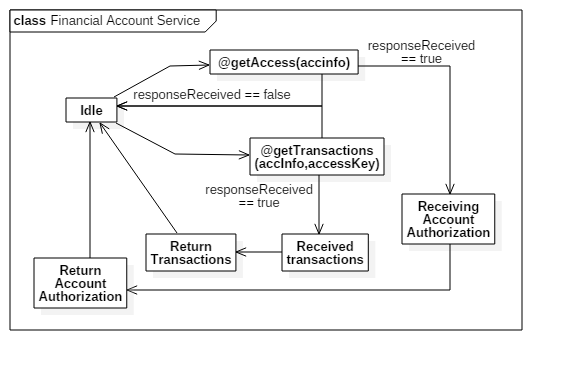 class Financial Account Service
@getAccess(accinfo)
responseReceived
== true
responseReceived == false
Idle
@getTransactions
(accInfo,accessKey)
responseReceived
== true
Receiving
Account
Authorization
Return
Transactions
Received
transactions
Return
Account
Authorization